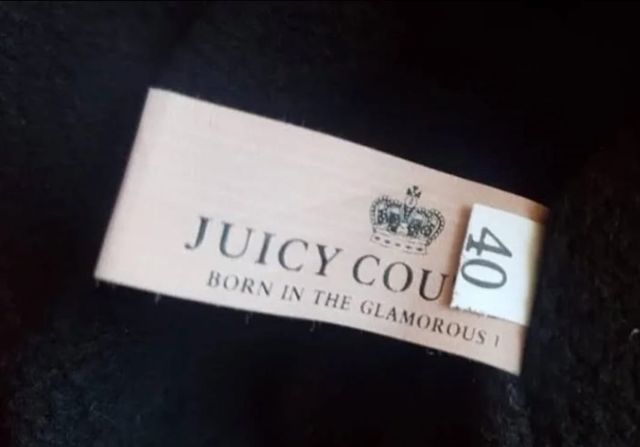 JUICY COU
BORN IN THE GLAMOROUS
40